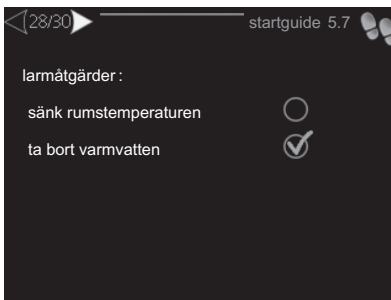 28/30
startguide 5.7
larmåtgärder :
sänk rumstemperaturen
ta bort varmvatten